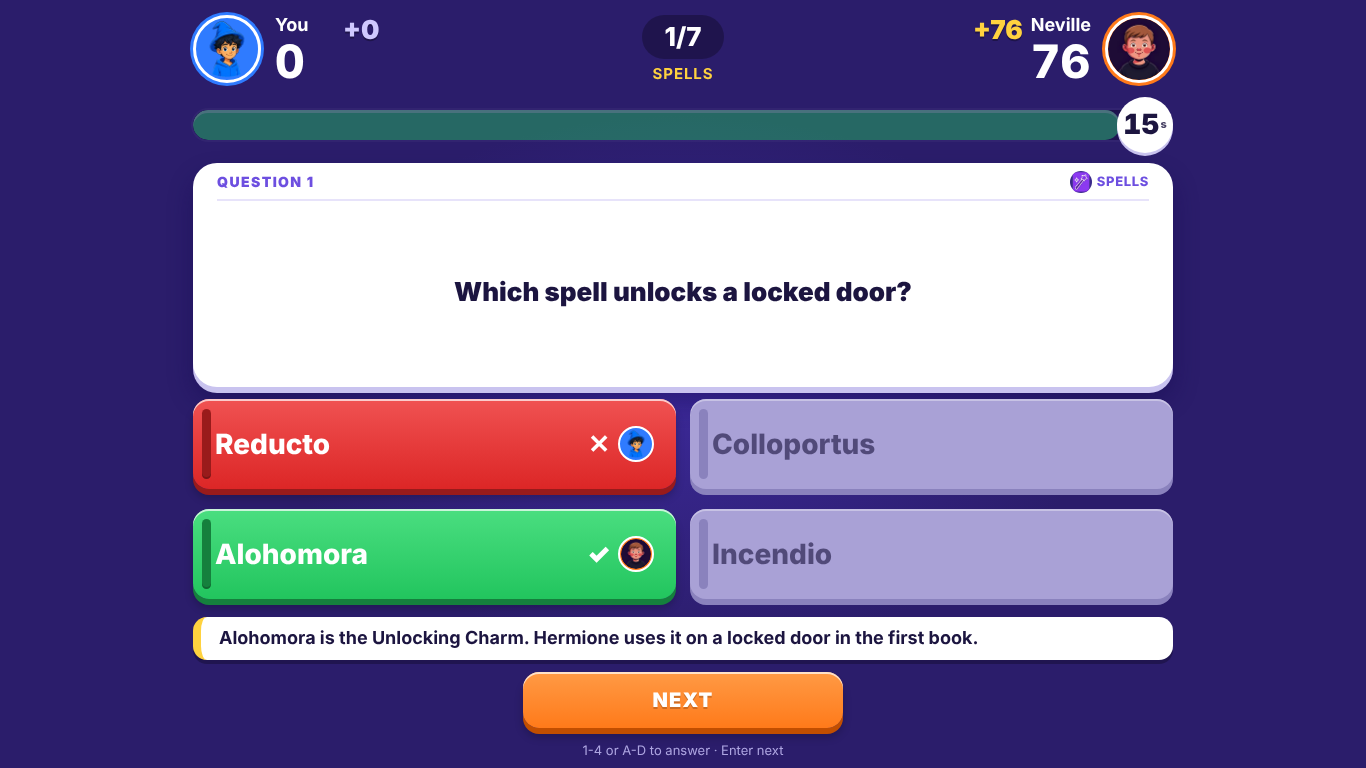 You
+0
0
1/7
SPELLS
+76 Neville
76
15s
QUESTION 1
SPELLS
Which spell unlocks a locked door?
Reducto
Colloportus
Alohomora
Incendio
Alohomora is the Unlocking Charm. Hermione uses it on a locked door in the first book.
NEXT
1-4 or A-D to answer · Enter next